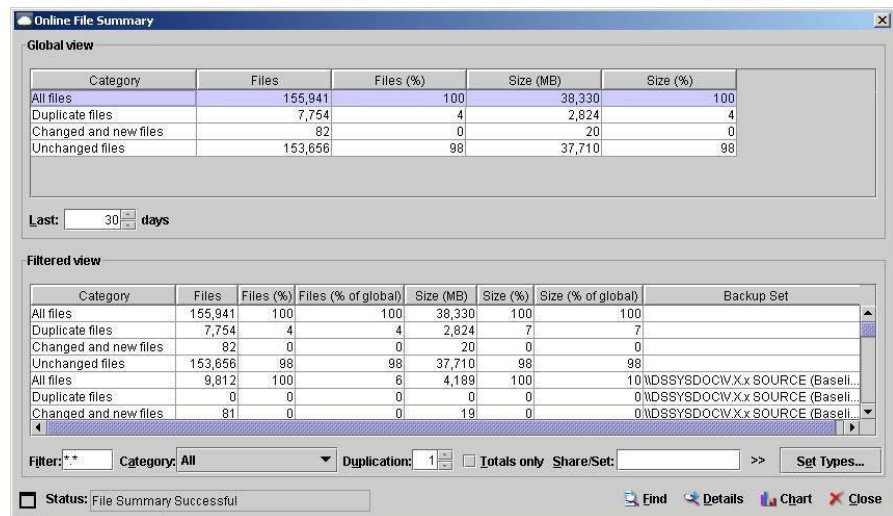 Online File Summary
Global view
Category Files Files (%) Size (MB) Size (%)
All files 155,941 100 38,330 100
Duplicate files 7,754 4 2,824 4
Changed and new files 82 0 20 0
Unchanged files 153,656 98 37,710 98
Last: 30 days
Filtered view
Category Files Files (%) Files (% of global) Size (MB) Size (%) Size (% of global) Backup Set
All files 155,941 100 100 38,330 100 100
Duplicate files 7,754 4 4 2,824 7 7
Changed and new files 82 0 0 20 0 0
Unchanged files 153,656 98 98 37,710 98 98
All files 9,812 100 6 4,189 100 10 \\DSSYSDOC\V.X.x SOURCE (Baseli...
Duplicate files 0 0 0 0 0 0 \\DSSYSDOC\V.X.x SOURCE (Baseli...
Changed and new files 81 0 0 19 0 0 \\DSSYSDOC\V.X.x SOURCE (Baseli...
Filter: *.* Category: All Duplication: 1 Totals only Share/Set: >> Set Types...
Status: File Summary Successful Find Details Chart Close